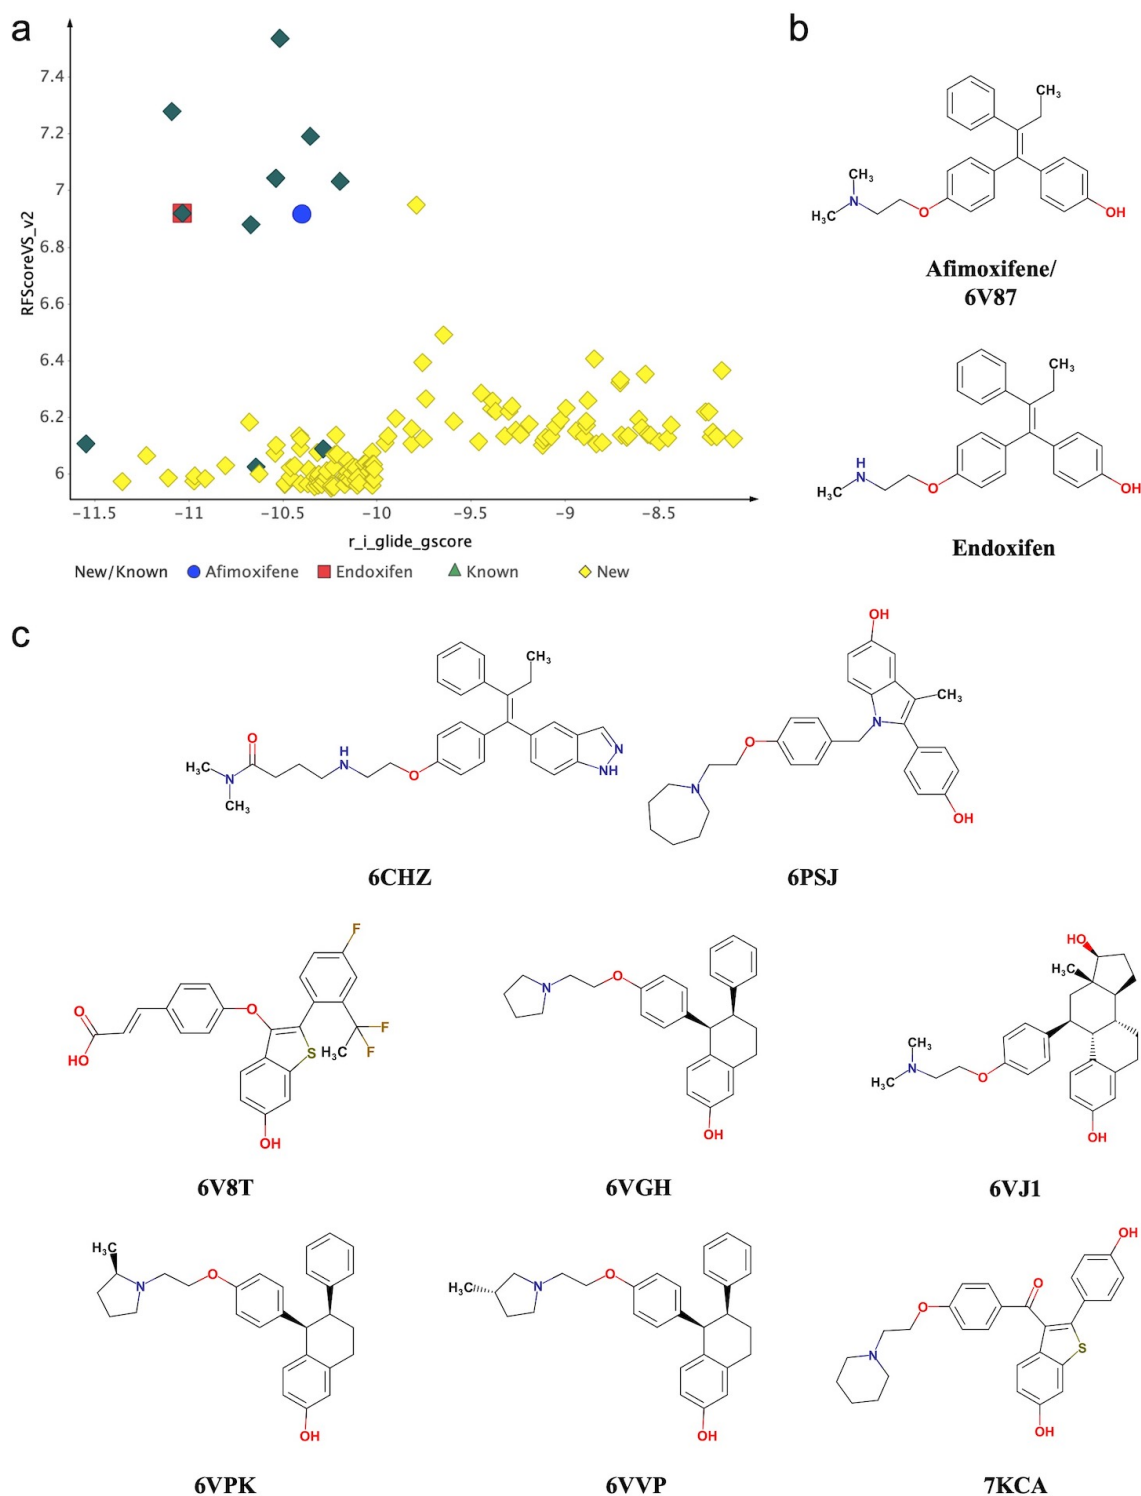 a
RFScoreVS_v2
7.4
7.2
7
6.8
6.6
6.4
6.2
6
−11.5 −11 −10.5 −10 −9.5 −9 −8.5
r_i_glide_gscore
New/Known Afimoxifene Endoxifen Known New
b
CH3
CH3
N
H3C
O
OH
Afimoxifene/
6V87
CH3
H
N
H3C
O
OH
Endoxifen
c
CH3
O
H
N
H3C
N
CH3
O
N
NH
6CHZ
OH
CH3
N
O
N
OH
6PSJ
F
O
HO
O
S
H3C
F
F
OH
6V8T
N
O
OH
6VGH
HO
H3C
CH3
N
H3C
O
OH
6VJ1
H3C
N
O
OH
6VPK
H3C
N
O
OH
6VVP
OH
O
O
N
S
OH
7KCA